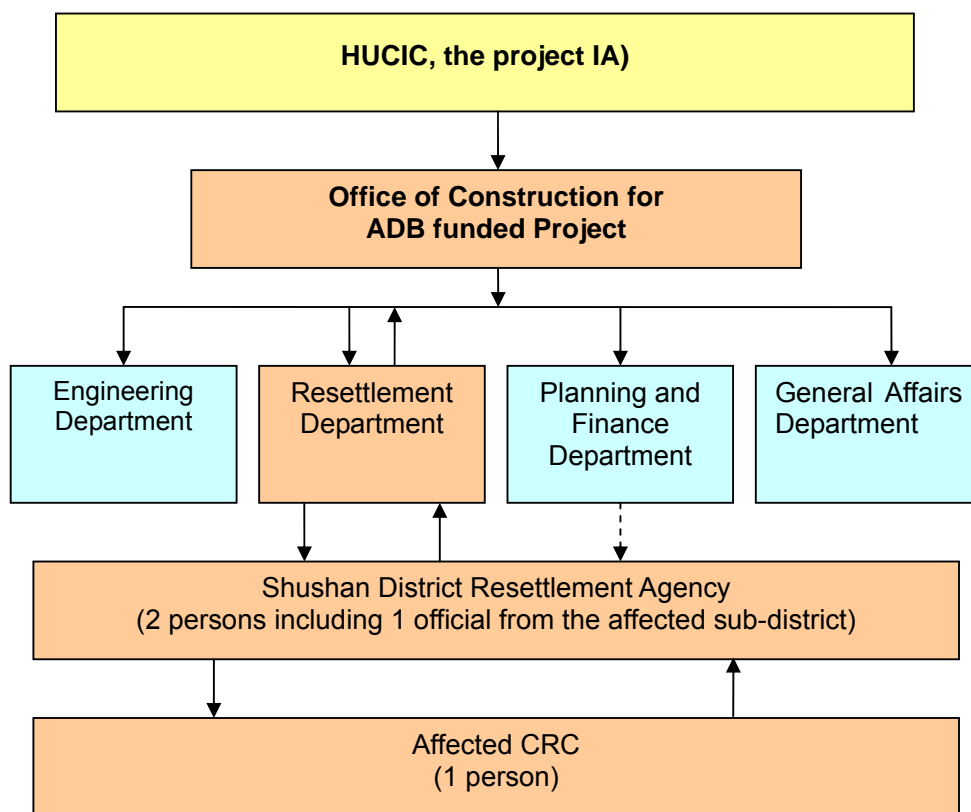 HUCIC, the project IA)
Office of Construction for
ADB funded Project
Engineering
Department
Resettlement
Department
Planning and
Finance
Department
General Affairs
Department
Shushan District Resettlement Agency
(2 persons including 1 official from the affected sub-district)
Affected CRC
(1 person)